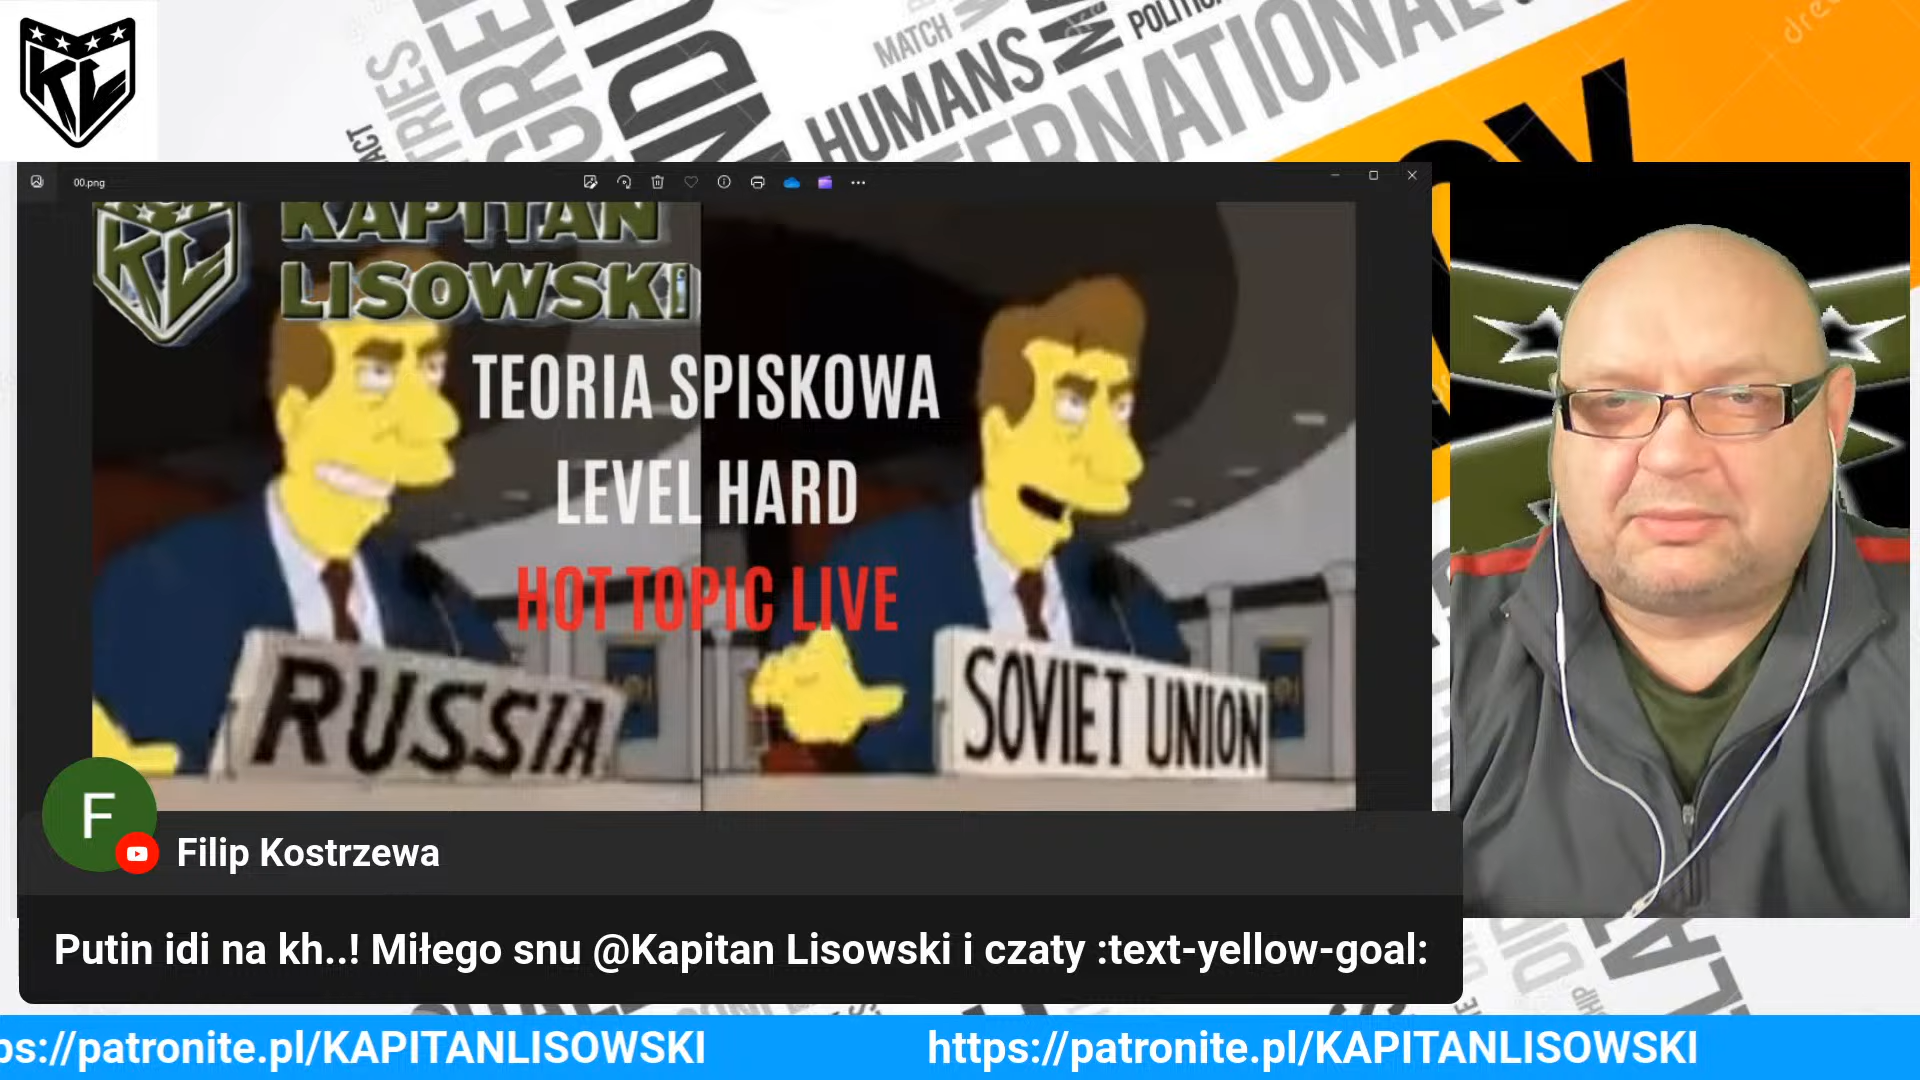 MATCH
HUMANS
00.png
KL
KAPITAN
LISOWSKI
TEORIA SPISKOWA
LEVEL HARD
HOT TOPIC LIVE
RUSSIA
SOVIET UNION
F
Filip Kostrzewa
Putin idi na kh..! Miłego snu @Kapitan Lisowski i czaty :text-yellow-goal:
ps://patronite.pl/KAPITANLISOWSKI
https://patronite.pl/KAPITANLISOWSKI